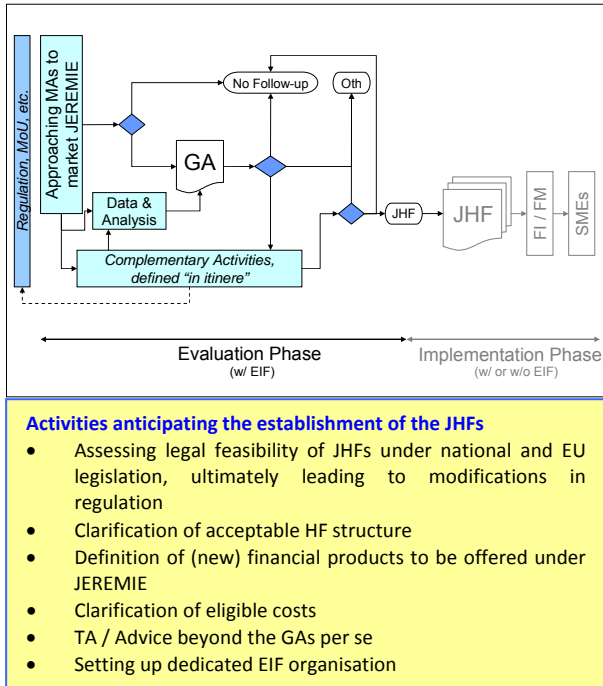 Regulation, MoU, etc.
Approaching MAs to
market JEREMIE
No Follow-up
Oth
GA
Data &
Analysis
JHF
JHF
FI / FM
SMEs
Complementary Activities,
defined "in itinere"
Evaluation Phase
(w/ EIF)
Implementation Phase
(w/ or w/o EIF)
Activities anticipating the establishment of the JHFs
• Assessing legal feasibility of JHFs under national and EU
legislation, ultimately leading to modifications in
regulation
• Clarification of acceptable HF structure
• Definition of (new) financial products to be offered under
JEREMIE
• Clarification of eligible costs
• TA / Advice beyond the GAs per se
• Setting up dedicated EIF organisation